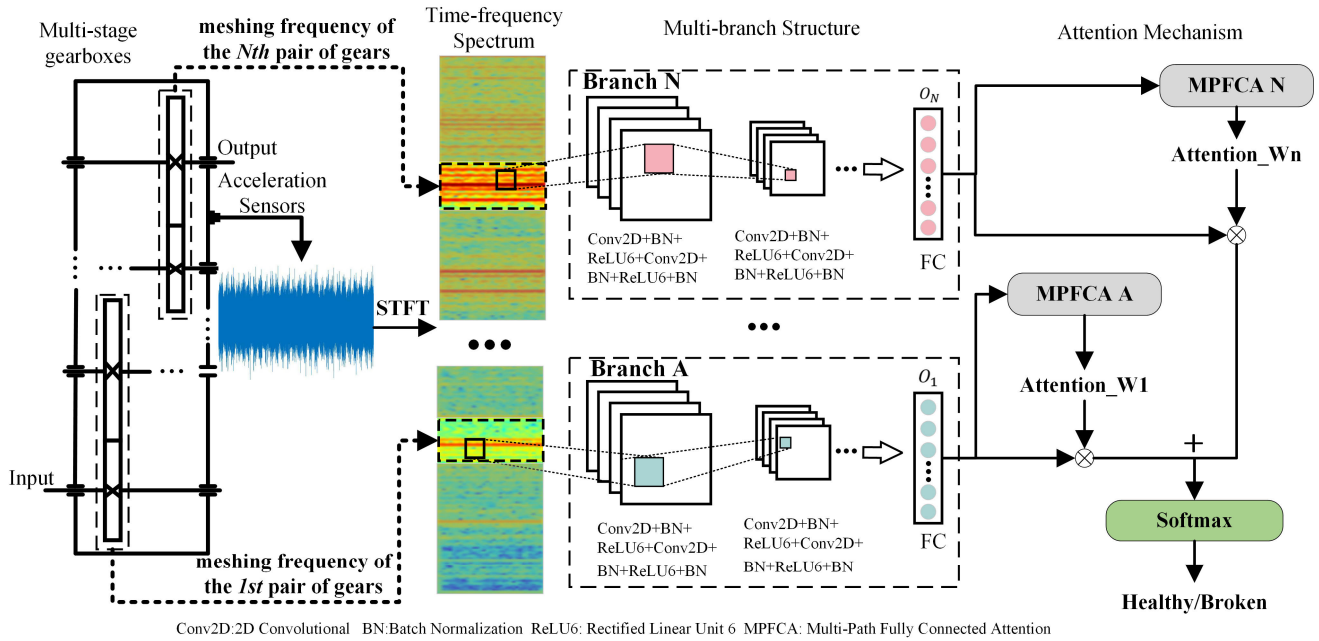 Multi-stage
gearboxes
meshing frequency of
the Nth pair of gears
Time-frequency
Spectrum
Multi-branch Structure
Attention Mechanism
Output
Acceleration
Sensors
STFT
Input
meshing frequency of
the 1st pair of gears
Branch N
Conv2D+BN+
ReLU6+Conv2D+
BN+ReLU6+BN
Conv2D+BN+
ReLU6+Conv2D+
BN+ReLU6+BN
O_N
FC
MPFCA N
Attention_Wn
Branch A
Conv2D+BN+
ReLU6+Conv2D+
BN+ReLU6+BN
Conv2D+BN+
ReLU6+Conv2D+
BN+ReLU6+BN
O_1
FC
MPFCA A
Attention_W1
+
Softmax
Healthy/Broken
Conv2D:2D Convolutional BN:Batch Normalization ReLU6: Rectified Linear Unit 6 MPFCA: Multi-Path Fully Connected Attention